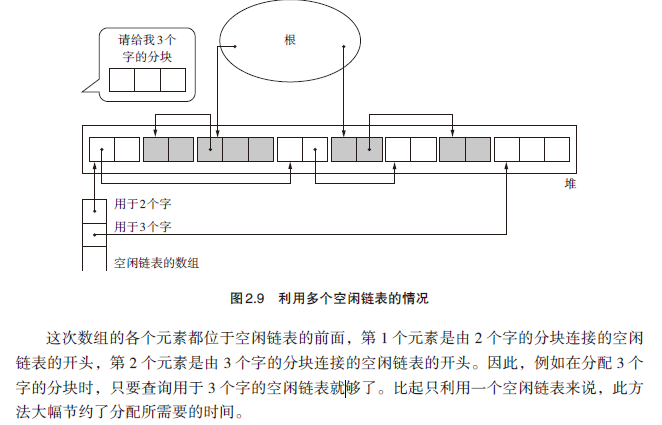 请给我3个
字的分块
根
堆
用于2个字
用于3个字
空闲链表的数组
图2.9 利用多个空闲链表的情况
这次数组的各个元素都位于空闲链表的前面，第1个元素是由2个字的分块连接的空闲
链表的开头，第2个元素是由3个字的分块连接的空闲链表的开头。因此，例如在分配3个
字的分块时，只要查询用于3个字的空闲链表就够了。比起只利用一个空闲链表来说，此方
法大幅节约了分配所需要的时间。